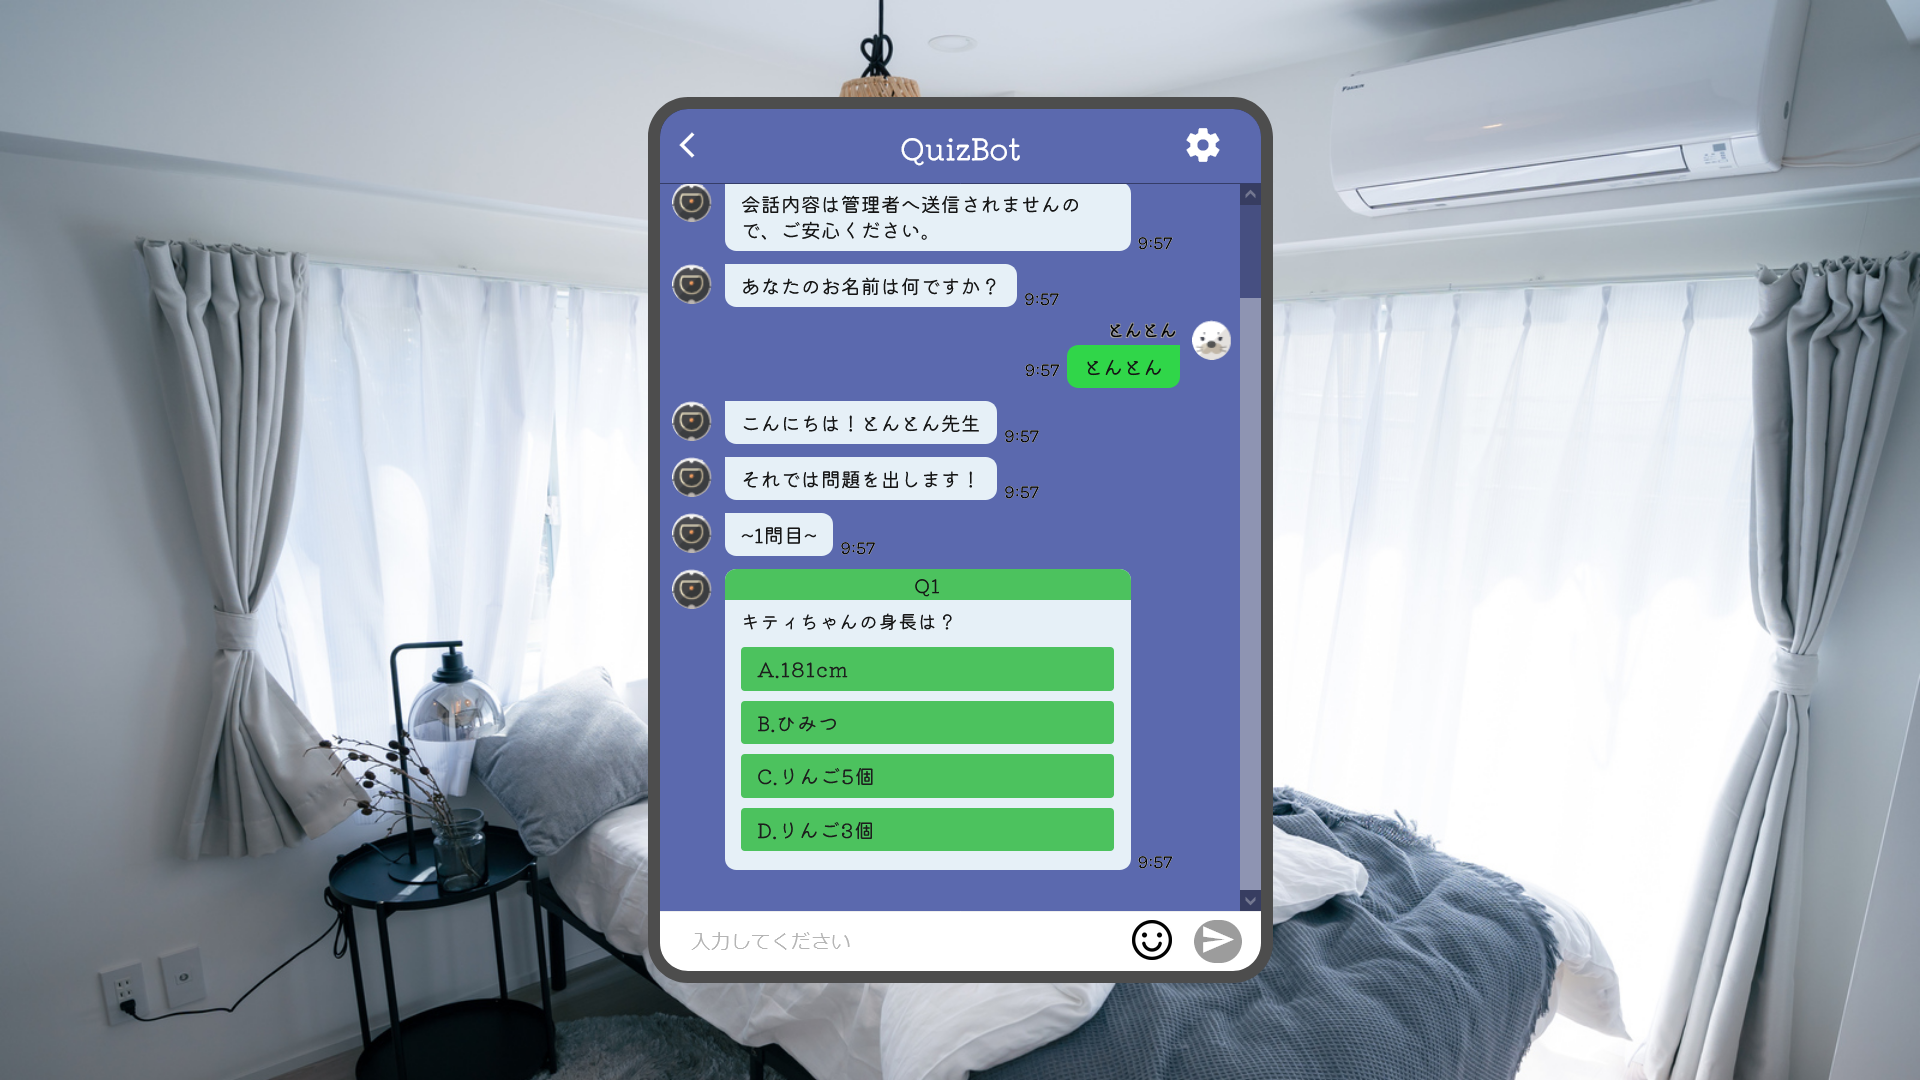 QuizBot
会話内容は管理者へ送信されませんの
で、ご安心ください。
9:57
あなたのお名前は何ですか？
9:57
とんとん
とんとん
9:57
こんにちは！とんとん先生
9:57
それでは問題を出します！
9:57
~1問目~
9:57
Q1
キティちゃんの身長は？
A.181cm
B.ひみつ
C.りんご5個
D.りんご3個
9:57
入力してください
DAIKIN